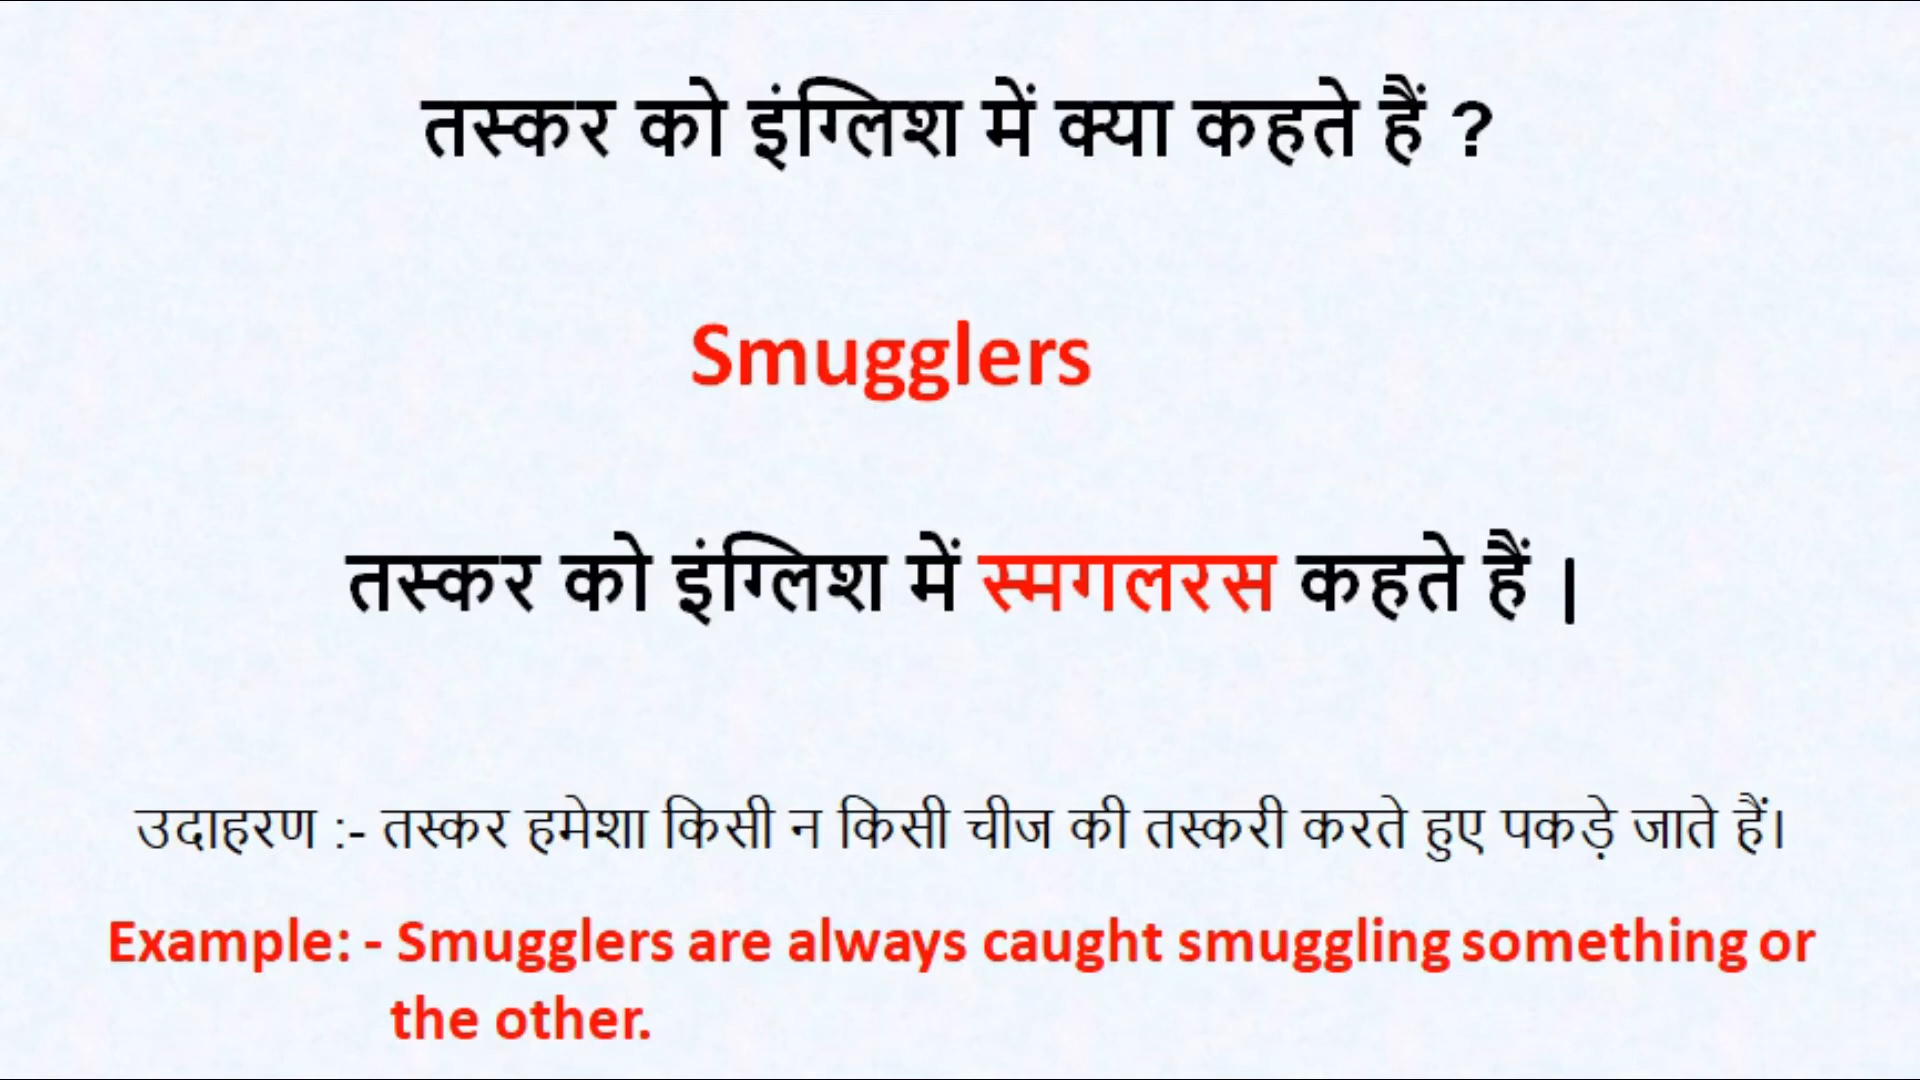 तस्कर को इंग्लिश में क्या कहते हैं ?
Smugglers
तस्कर को इंग्लिश में स्मगलरस कहते हैं |
उदाहरण :- तस्कर हमेशा किसी न किसी चीज की तस्करी करते हुए पकड़े जाते हैं।
Example: - Smugglers are always caught smuggling something or
the other.